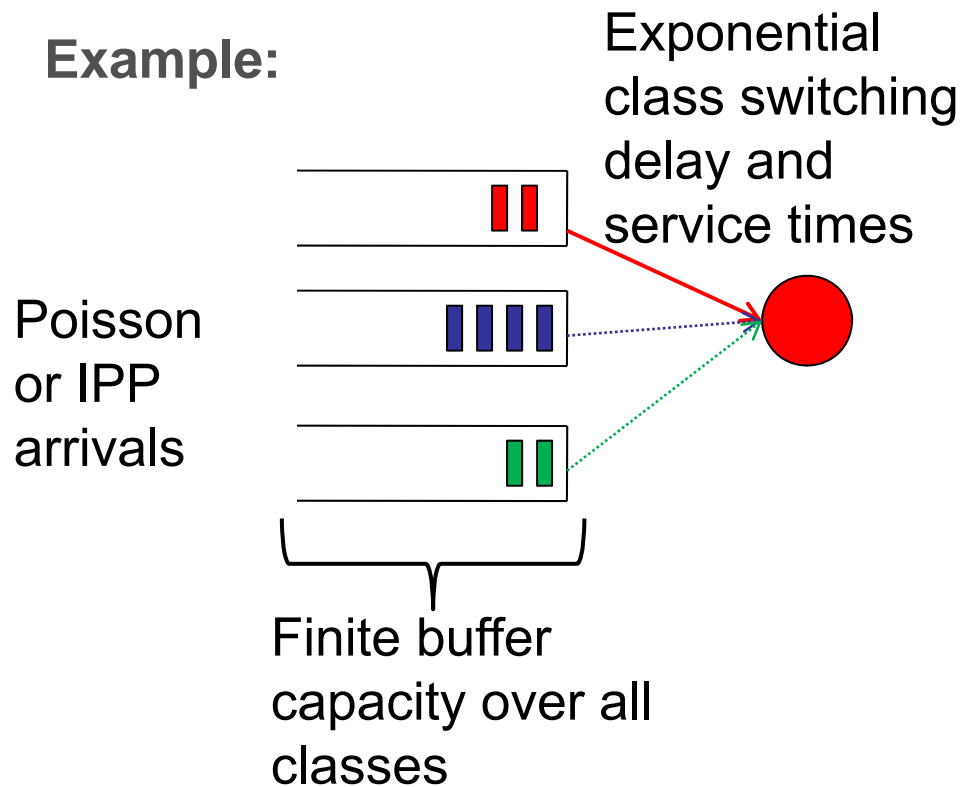 Example:
Exponential
class switching
delay and
service times
Poisson
or IPP
arrivals
Finite buffer
capacity over all
classes